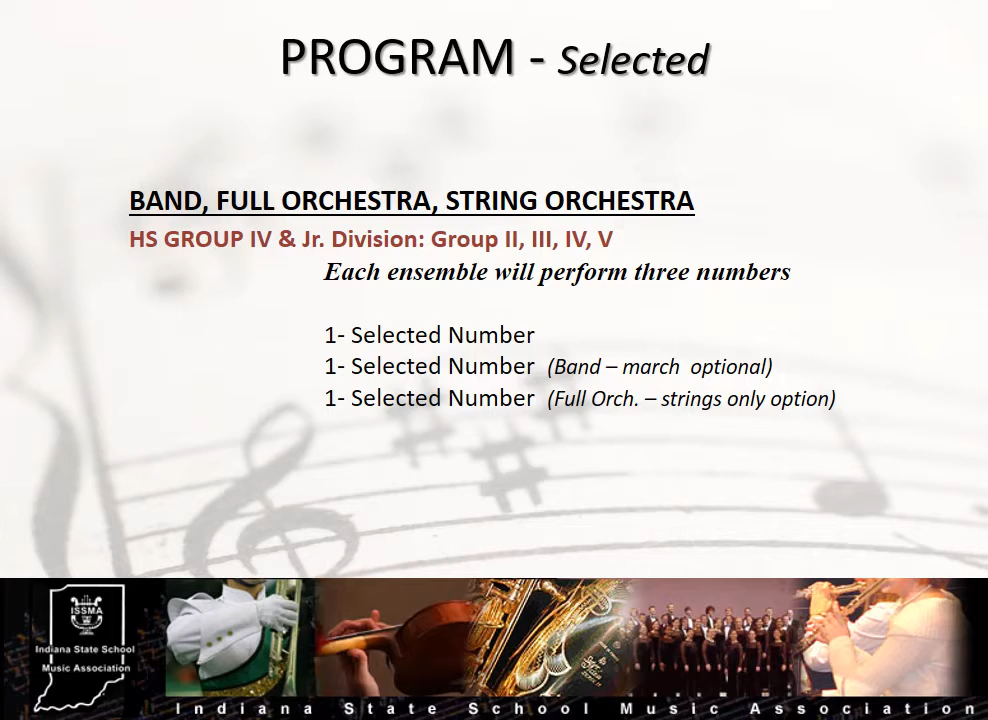 PROGRAM - Selected
BAND, FULL ORCHESTRA, STRING ORCHESTRA
HS GROUP IV & Jr. Division: Group II, III, IV, V
Each ensemble will perform three numbers
1- Selected Number
1- Selected Number (Band – march optional)
1- Selected Number (Full Orch. – strings only option)
ISSMA
Indiana State School
Music Association
Indiana State School Music Association